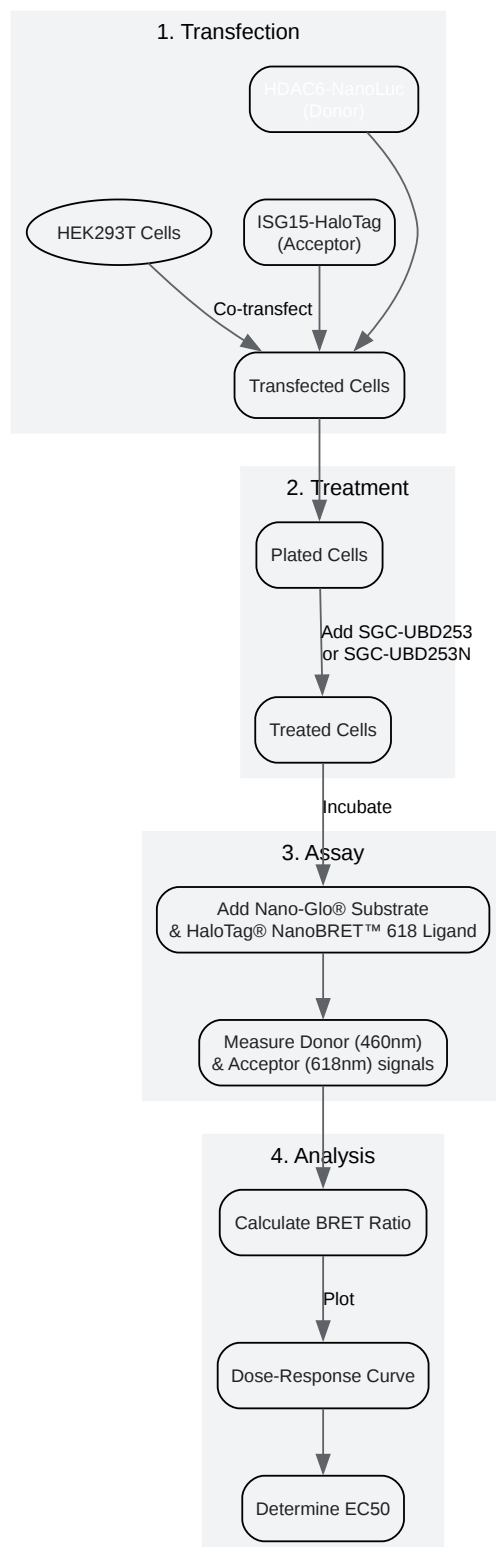 1. Transfection
HDAC6-NanoLuc
(Donor)
HEK293T Cells
ISG15-HaloTag
(Acceptor)
Co-transfect
Transfected Cells
2. Treatment
Plated Cells
Add SGC-UBD253
or SGC-UBD253N
Treated Cells
Incubate
3. Assay
Add Nano-Glo® Substrate
& HaloTag® NanoBRET™ 618 Ligand
Measure Donor (460nm)
& Acceptor (618nm) signals
4. Analysis
Calculate BRET Ratio
Plot
Dose-Response Curve
Determine EC50